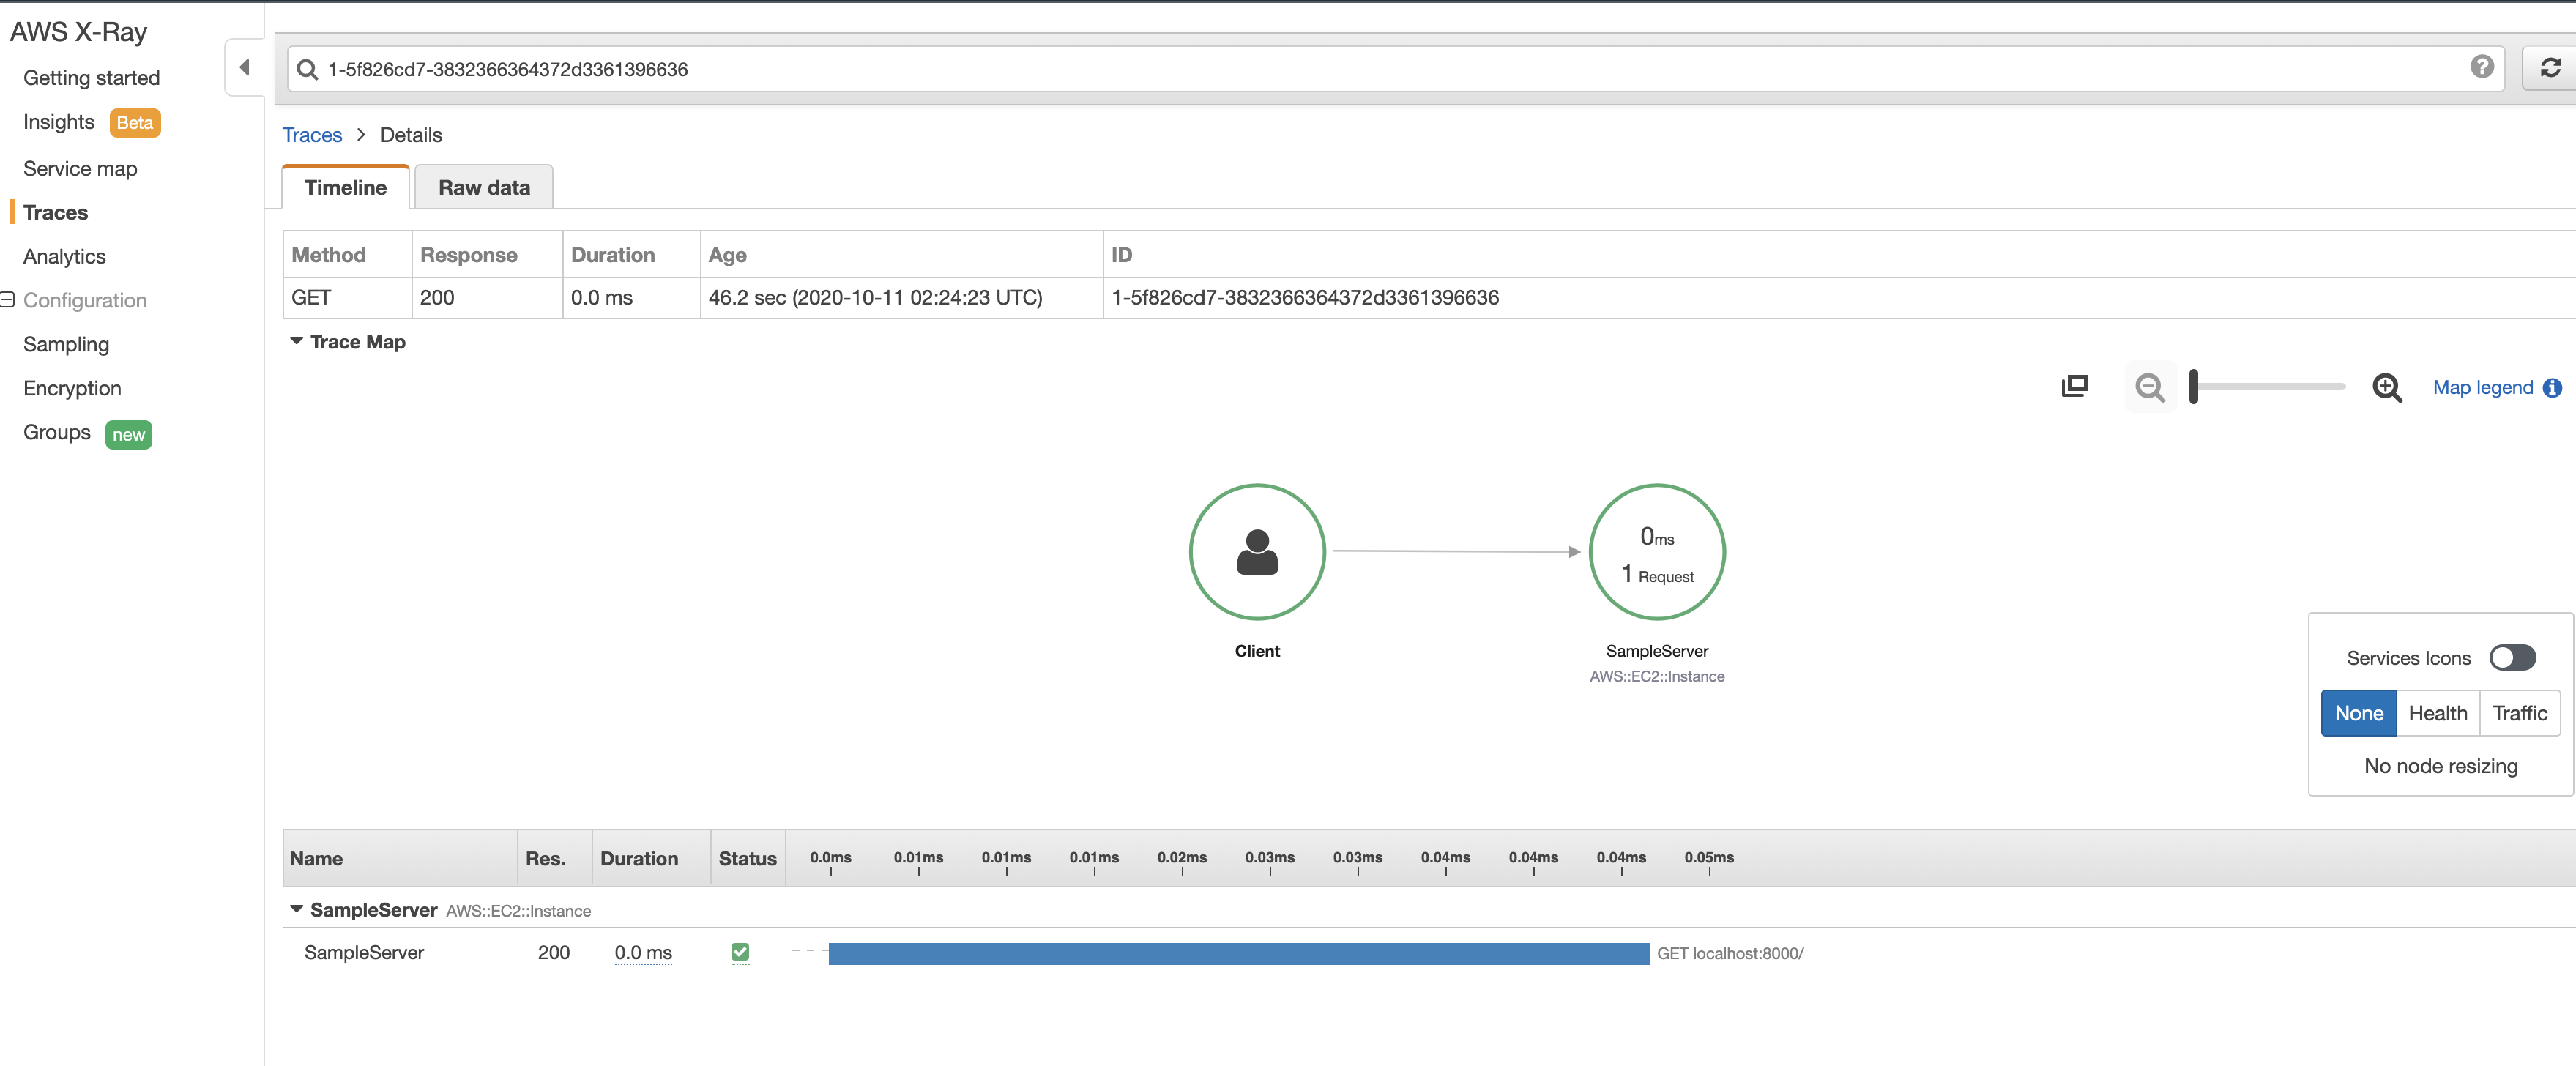 AWS X-Ray
Getting started
Insights Beta
Service map
Traces
Analytics
Configuration
Sampling
Encryption
Groups new
1-5f826cd7-3832366364372d3361396636
Traces > Details
Timeline Raw data
Method Response Duration Age ID
GET 200 0.0 ms 46.2 sec (2020-10-11 02:24:23 UTC) 1-5f826cd7-3832366364372d3361396636
Trace Map
Map legend
0ms
1 Request
Client SampleServer
AWS::EC2::Instance
Services Icons
None Health Traffic
No node resizing
Name Res. Duration Status 0.0ms 0.01ms 0.01ms 0.01ms 0.02ms 0.03ms 0.03ms 0.04ms 0.04ms 0.04ms 0.05ms
SampleServer AWS::EC2::Instance
SampleServer 200 0.0 ms GET localhost:8000/